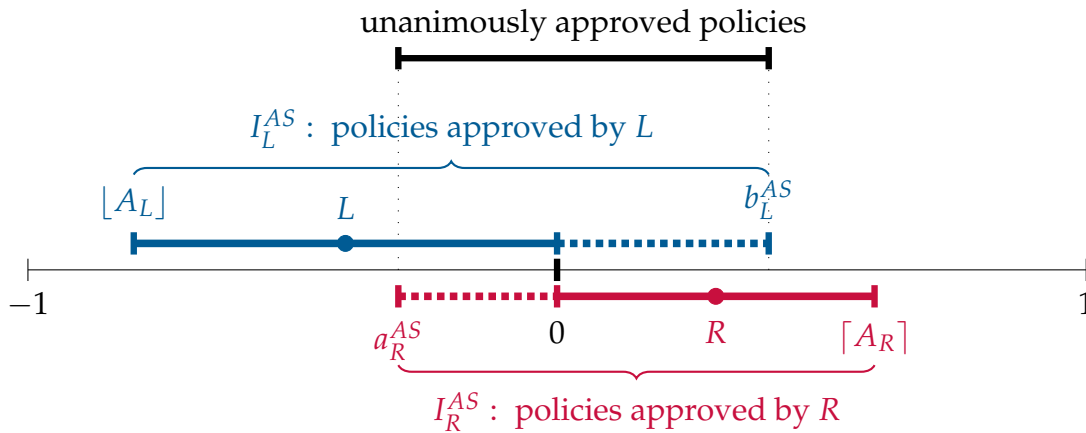 unanimously approved policies
I_L^{AS} : policies approved by L
⌊A_L⌋
L
b_L^{AS}
−1
0
1
a_R^{AS}
R
⌈A_R⌉
I_R^{AS} : policies approved by R